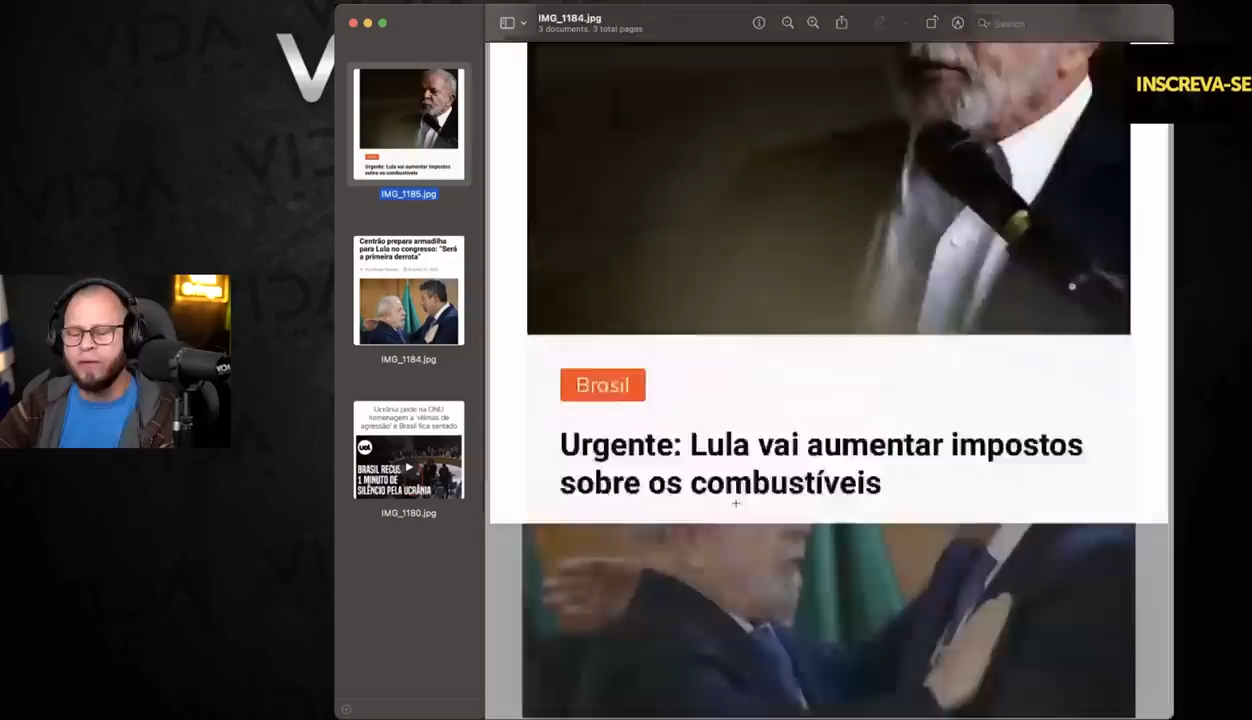 IMG_1184.jpg
3 documents, 3 total pages
Search
INSCREVA-SE
V
Brasil
Urgente: Lula vai aumentar impostos
sobre os combustíveis
IMG_1185.jpg
Centrão prepara armadilha
para Lula no congresso: "Será
a primeira derrota"
IMG_1184.jpg
Ucrânia pede na ONU
homenagem a 'vítimas de
agressão' e Brasil fica sentado
uol
BRASIL RECUS
1 MINUTO DE
SILÊNCIO PELA UCRÂNIA
IMG_1180.jpg
Brasil
Urgente: Lula vai aumentar impostos
sobre os combustíveis